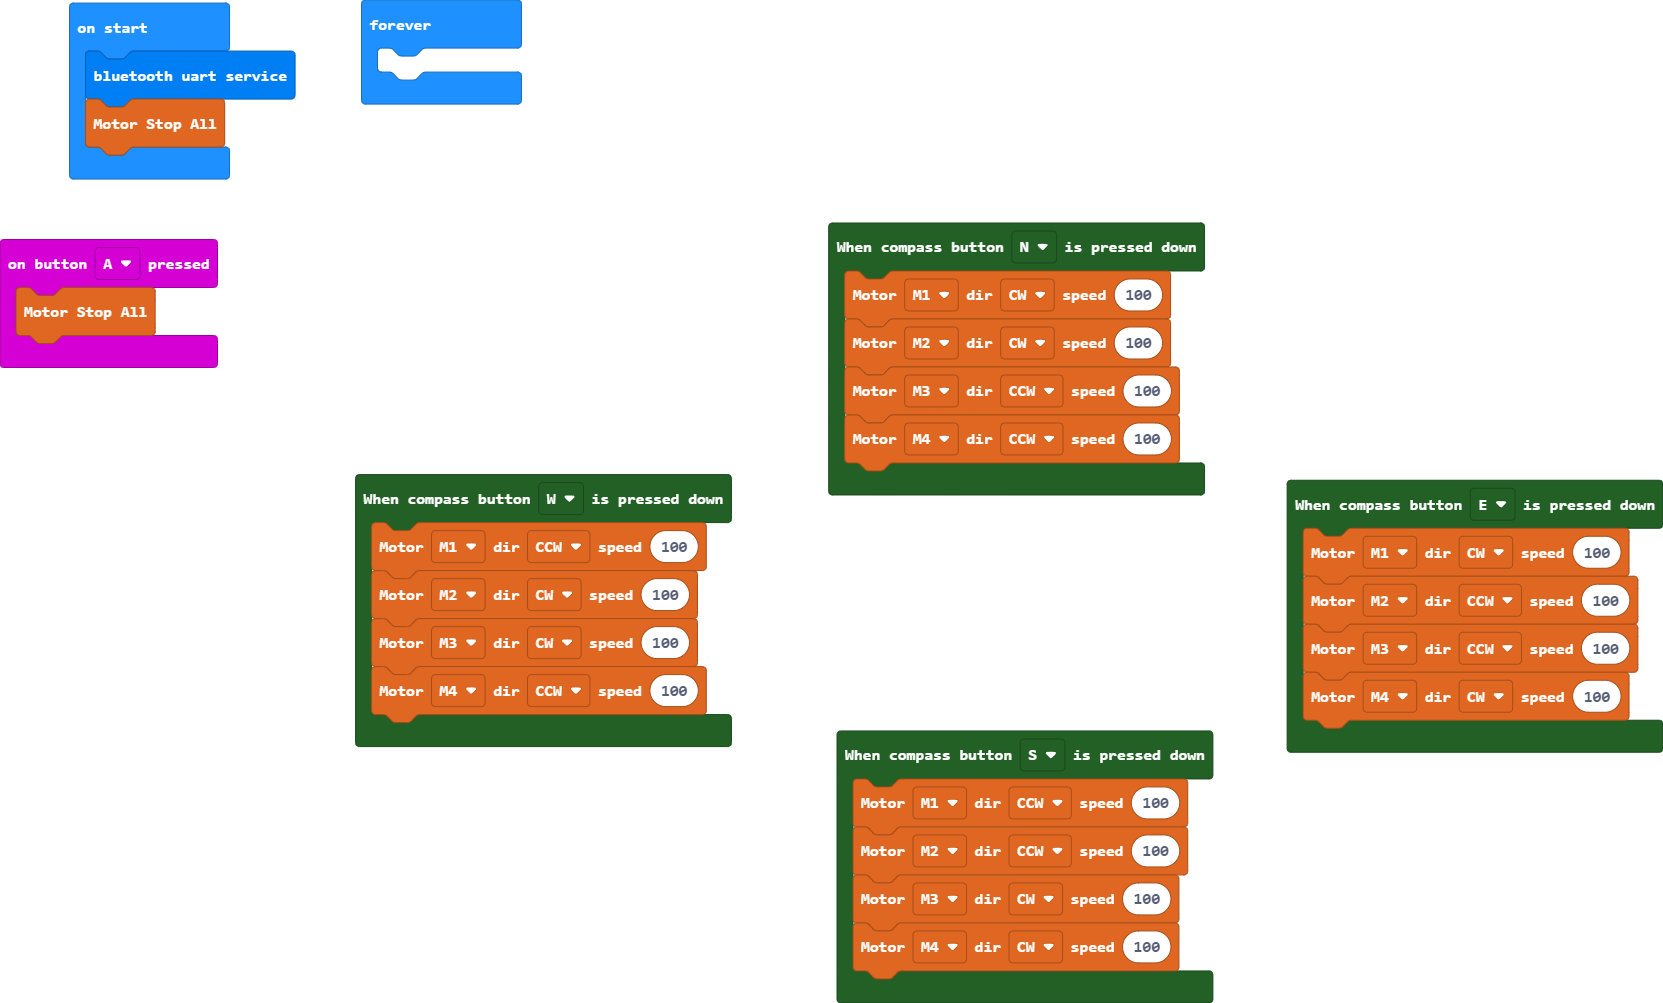 on start
bluetooth uart service
Motor Stop All
forever
on button A pressed
Motor Stop All
When compass button N is pressed down
Motor M1 dir CW speed 100
Motor M2 dir CW speed 100
Motor M3 dir CCW speed 100
Motor M4 dir CCW speed 100
When compass button W is pressed down
Motor M1 dir CCW speed 100
Motor M2 dir CW speed 100
Motor M3 dir CW speed 100
Motor M4 dir CCW speed 100
When compass button E is pressed down
Motor M1 dir CW speed 100
Motor M2 dir CCW speed 100
Motor M3 dir CCW speed 100
Motor M4 dir CW speed 100
When compass button S is pressed down
Motor M1 dir CCW speed 100
Motor M2 dir CCW speed 100
Motor M3 dir CW speed 100
Motor M4 dir CW speed 100